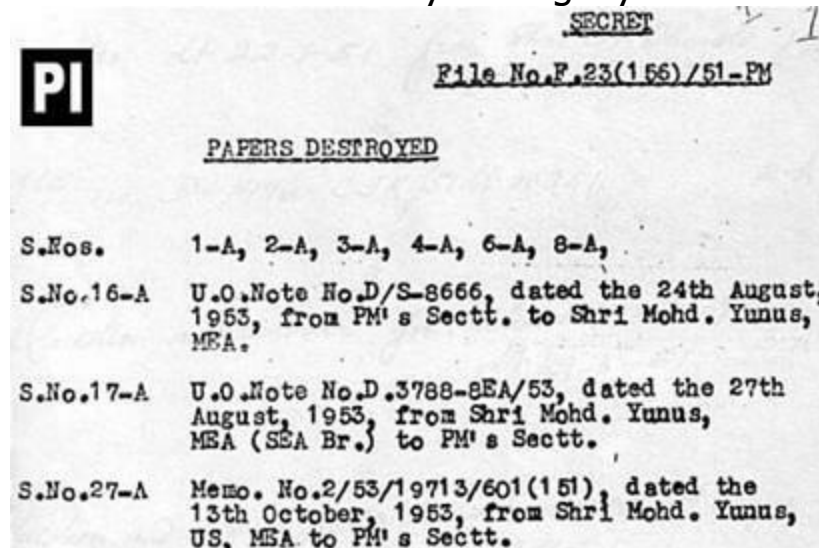 SECRET
File No.F.23(156)/51-PM
PI
PAPERS DESTROYED
S.Nos. 1-A, 2-A, 3-A, 4-A, 6-A, 8-A,
S.No.16-A U.O.Note No.D/S-8666, dated the 24th August,
1953, from PM's Sectt. to Shri Mohd. Yunus,
MEA.
S.No.17-A U.O.Note No.D.3788-SEA/53, dated the 27th
August, 1953, from Shri Mohd. Yunus,
MEA (SEA Br.) to PM's Sectt.
S.No.27-A Memo. No.2/53/19713/601(151), dated the
13th October, 1953, from Shri Mohd. Yunus,
US, MEA to PM's Sectt.